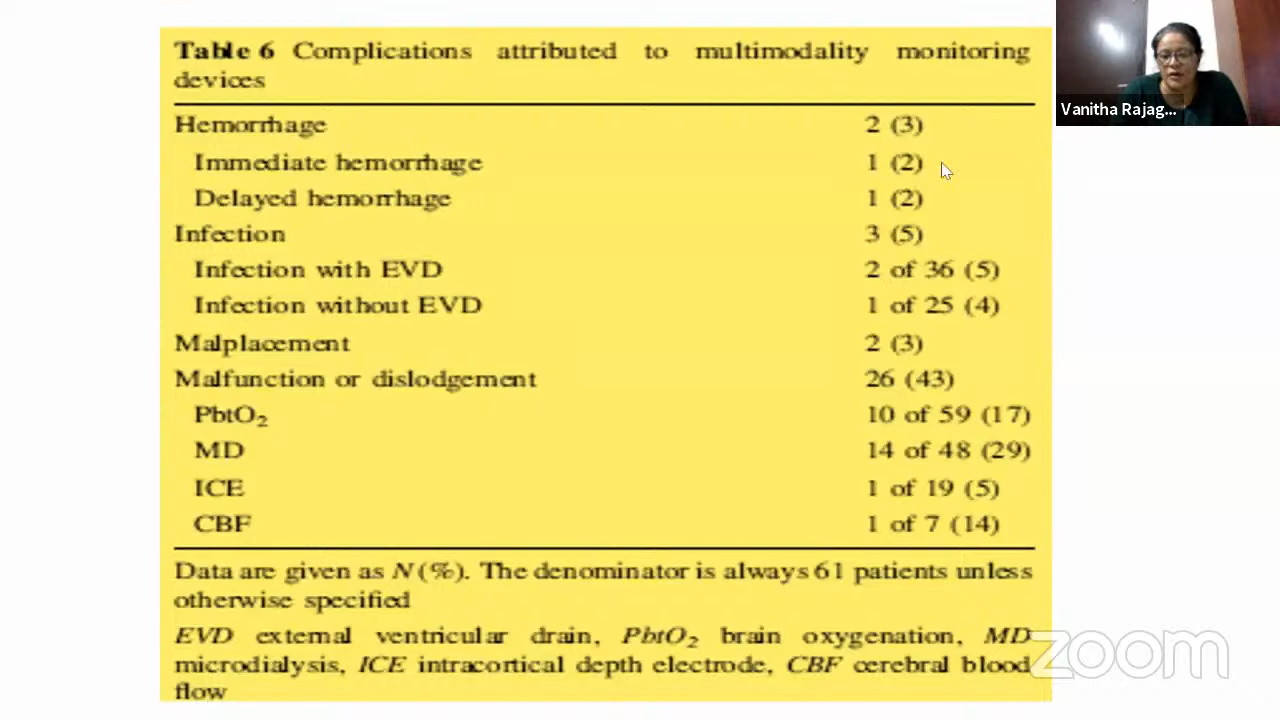 Table 6 Complications attributed to multimodality monitoring
devices
Hemorrhage 2 (3)
Immediate hemorrhage 1 (2)
Delayed hemorrhage 1 (2)
Infection 3 (5)
Infection with EVD 2 of 36 (5)
Infection without EVD 1 of 25 (4)
Malplacement 2 (3)
Malfunction or dislodgement 26 (43)
PbtO₂ 10 of 59 (17)
MD 14 of 48 (29)
ICE 1 of 19 (5)
CBF 1 of 7 (14)
Data are given as N (%). The denominator is always 61 patients unless
otherwise specified
EVD external ventricular drain, PbtO₂ brain oxygenation, MD
microdialysis, ICE intracortical depth electrode, CBF cerebral blood
flow
Vanitha Rajag...
zoom